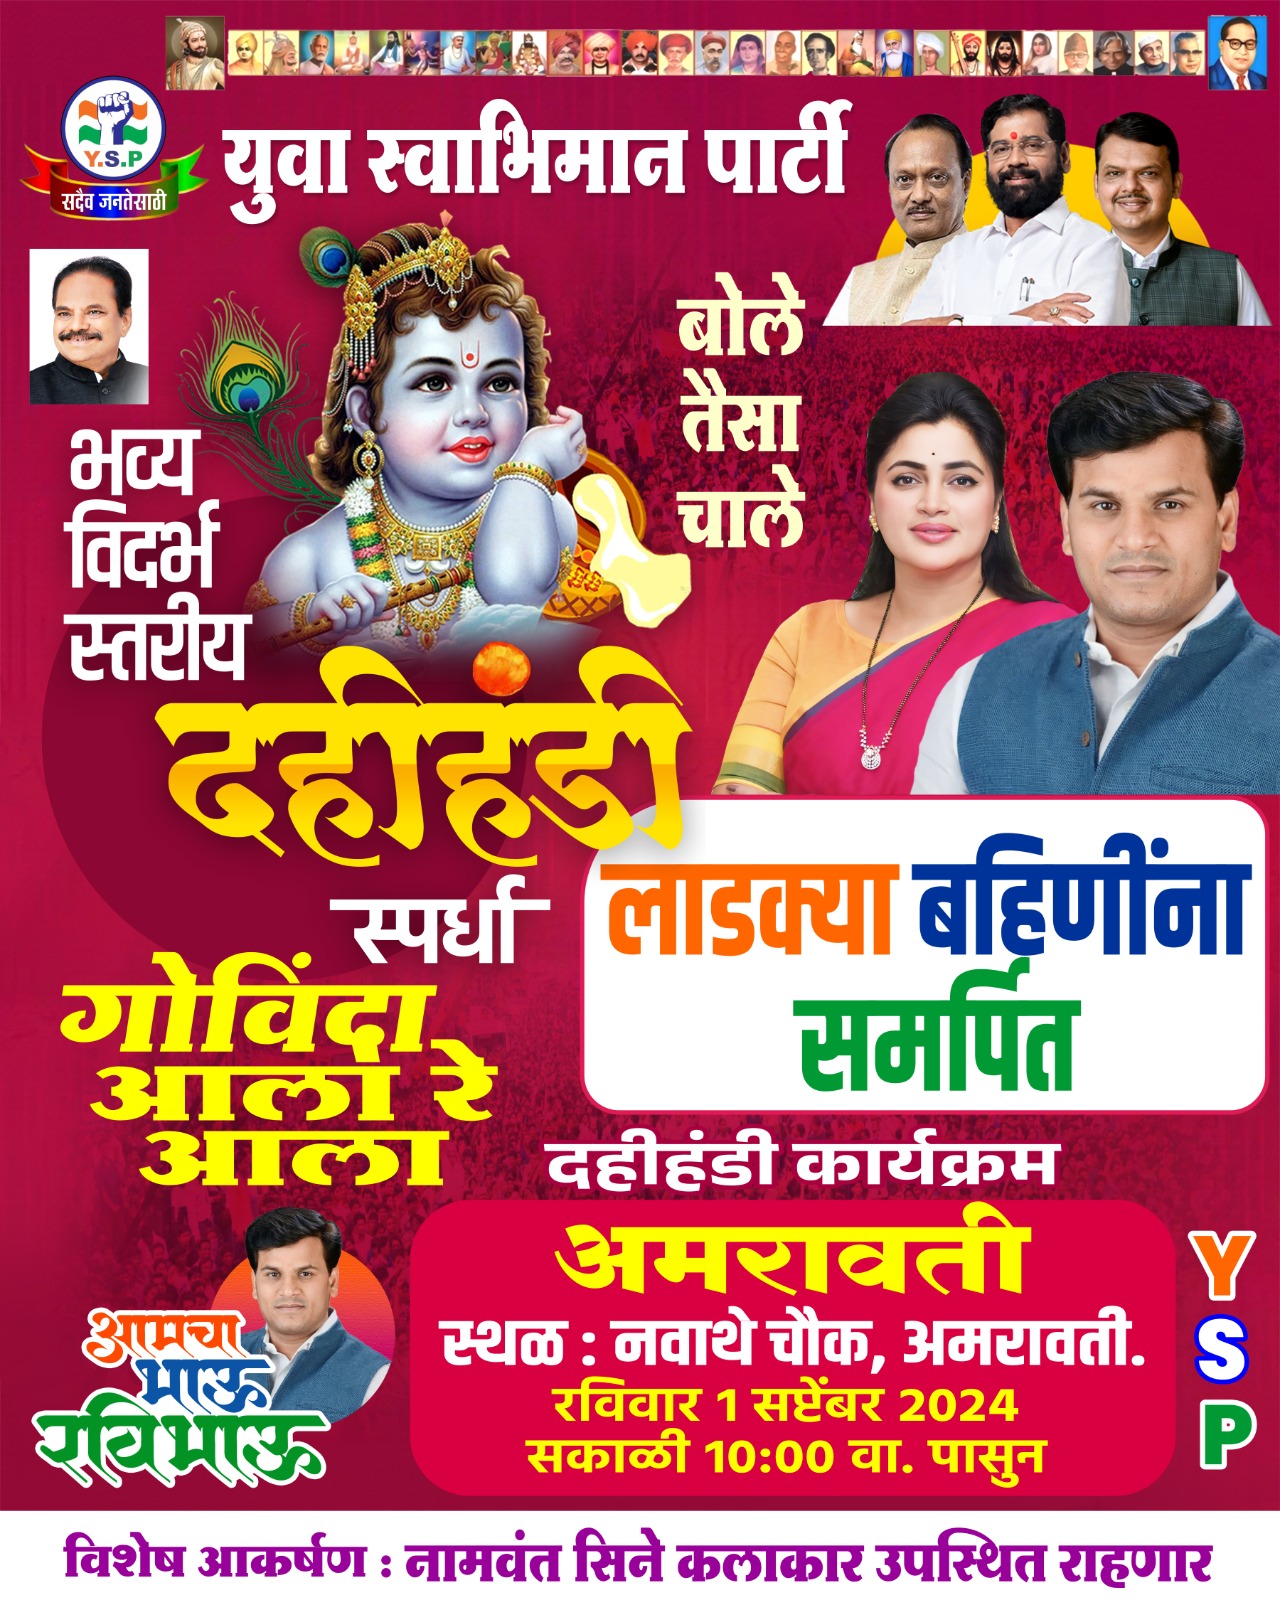 युवा स्वाभिमान पार्टी
Y.S.P
सदैव जनतेसाठी
बोले
तैसा
चाले
भव्य
विदर्भ
स्तरीय
दहीहंडी
स्पर्धा
लाडक्या बहिणींना
समर्पित
गोविंदा
आला रे
आला
दहीहंडी कार्यक्रम
अमरावती
स्थळ : नवाथे चौक, अमरावती.
रविवार 1 सप्टेंबर 2024
सकाळी 10:00 वा. पासुन
आमचा
भाऊ
रविभाऊ
Y
S
P
विशेष आकर्षण : नामवंत सिने कलाकार उपस्थित राहणार